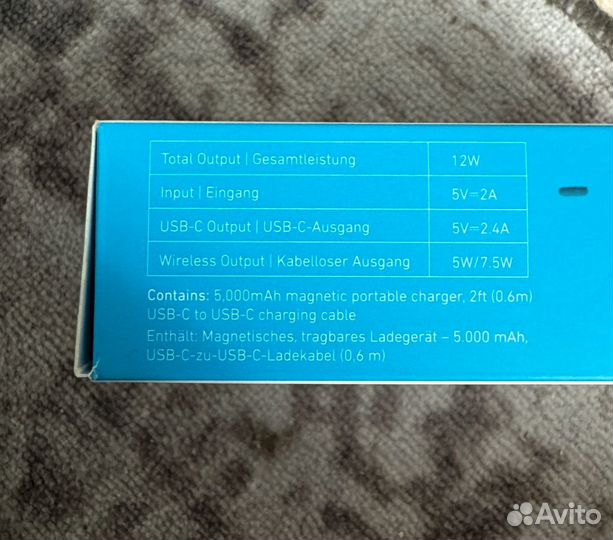 Total Output | Gesamtleistung 12W
Input | Eingang 5V⎓2A
USB-C Output | USB-C-Ausgang 5V⎓2.4A
Wireless Output | Kabelloser Ausgang 5W/7.5W
Contains: 5,000mAh magnetic portable charger, 2ft (0.6m)
USB-C to USB-C charging cable
Enthält: Magnetisches, tragbares Ladegerät – 5.000 mAh,
USB-C-zu-USB-C-Ladekabel (0,6 m)
Avito